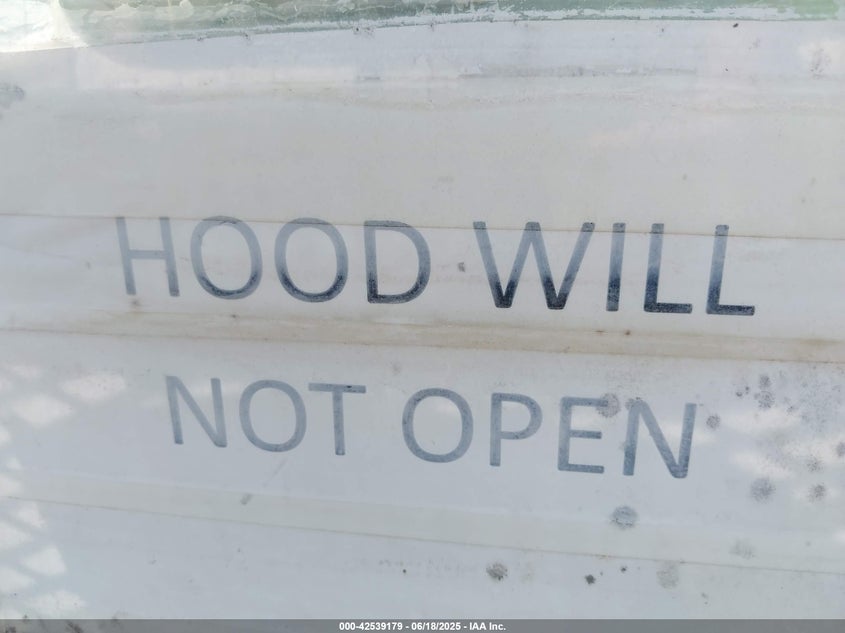 HOOD WILL
NOT OPEN
000-42539179 - 06/18/2025 - IAA Inc.